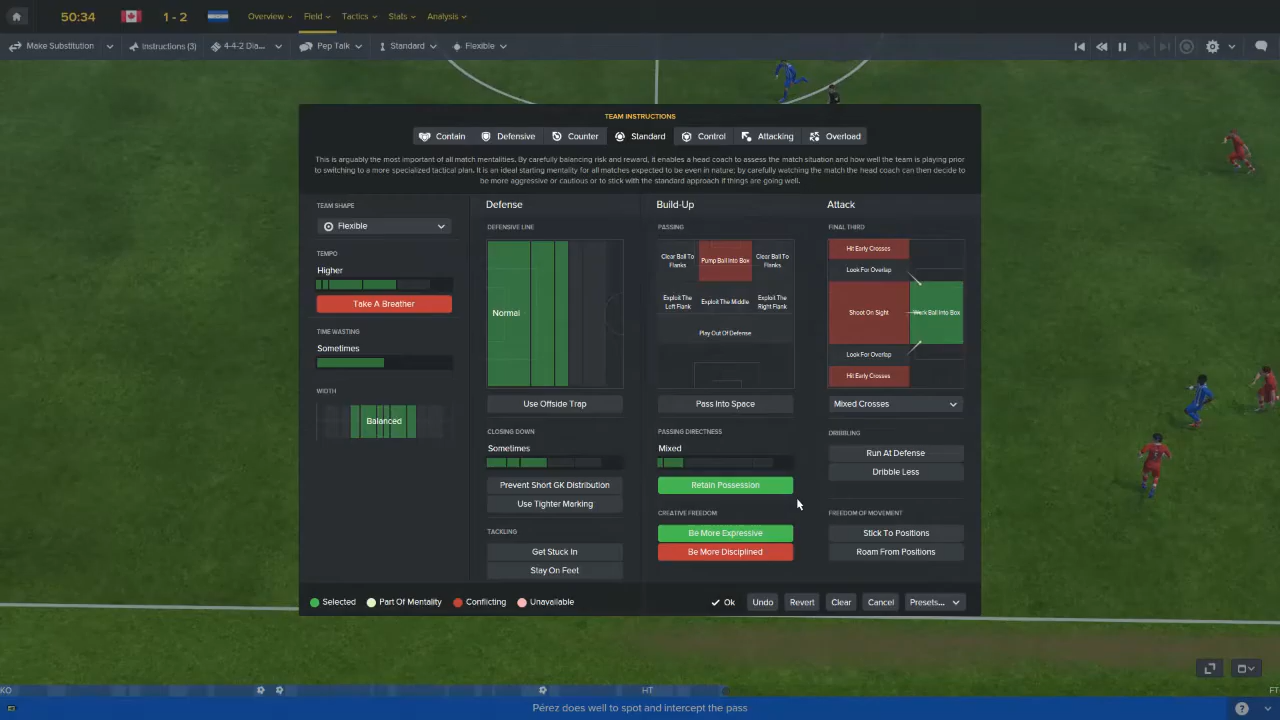 50:34
1 - 2
Overview
Field
Tactics
Stats
Analysis
Make Substitution
Instructions (3)
4-4-2 Dia...
Pep Talk
Standard
Flexible
TEAM INSTRUCTIONS
Contain
Defensive
Counter
Standard
Control
Attacking
Overload
This is arguably the most important of all match mentalities. By carefully balancing risk and reward, it enables a head coach to assess the match situation and how well the team is playing prior
to switching to a more specialized tactical plan. It is an ideal starting mentality for all matches expected to be even in nature; by carefully watching the match the head coach can then decide to
be more aggressive or cautious or to stick with the standard approach if things are going well.
TEAM SHAPE
Flexible
TEMPO
Higher
Take A Breather
TIME WASTING
Sometimes
WIDTH
Balanced
Defense
DEFENSIVE LINE
Normal
Use Offside Trap
CLOSING DOWN
Sometimes
Prevent Short GK Distribution
Use Tighter Marking
TACKLING
Get Stuck In
Stay On Feet
Build-Up
PASSING
Clear Ball To
Flanks
Pump Ball Into Box
Clear Ball To
Flanks
Exploit The
Left Flank
Exploit The Middle
Exploit The
Right Flank
Play Out Of Defense
Pass Into Space
PASSING DIRECTNESS
Mixed
Retain Possession
CREATIVE FREEDOM
Be More Expressive
Be More Disciplined
Attack
FINAL THIRD
Hit Early Crosses
Look For Overlap
Shoot On Sight
Work Ball Into Box
Look For Overlap
Hit Early Crosses
Mixed Crosses
DRIBBLING
Run At Defense
Dribble Less
FREEDOM OF MOVEMENT
Stick To Positions
Roam From Positions
Selected
Part Of Mentality
Conflicting
Unavailable
Ok
Undo
Revert
Clear
Cancel
Presets...
KO
HT
FT
Pérez does well to spot and intercept the pass
?